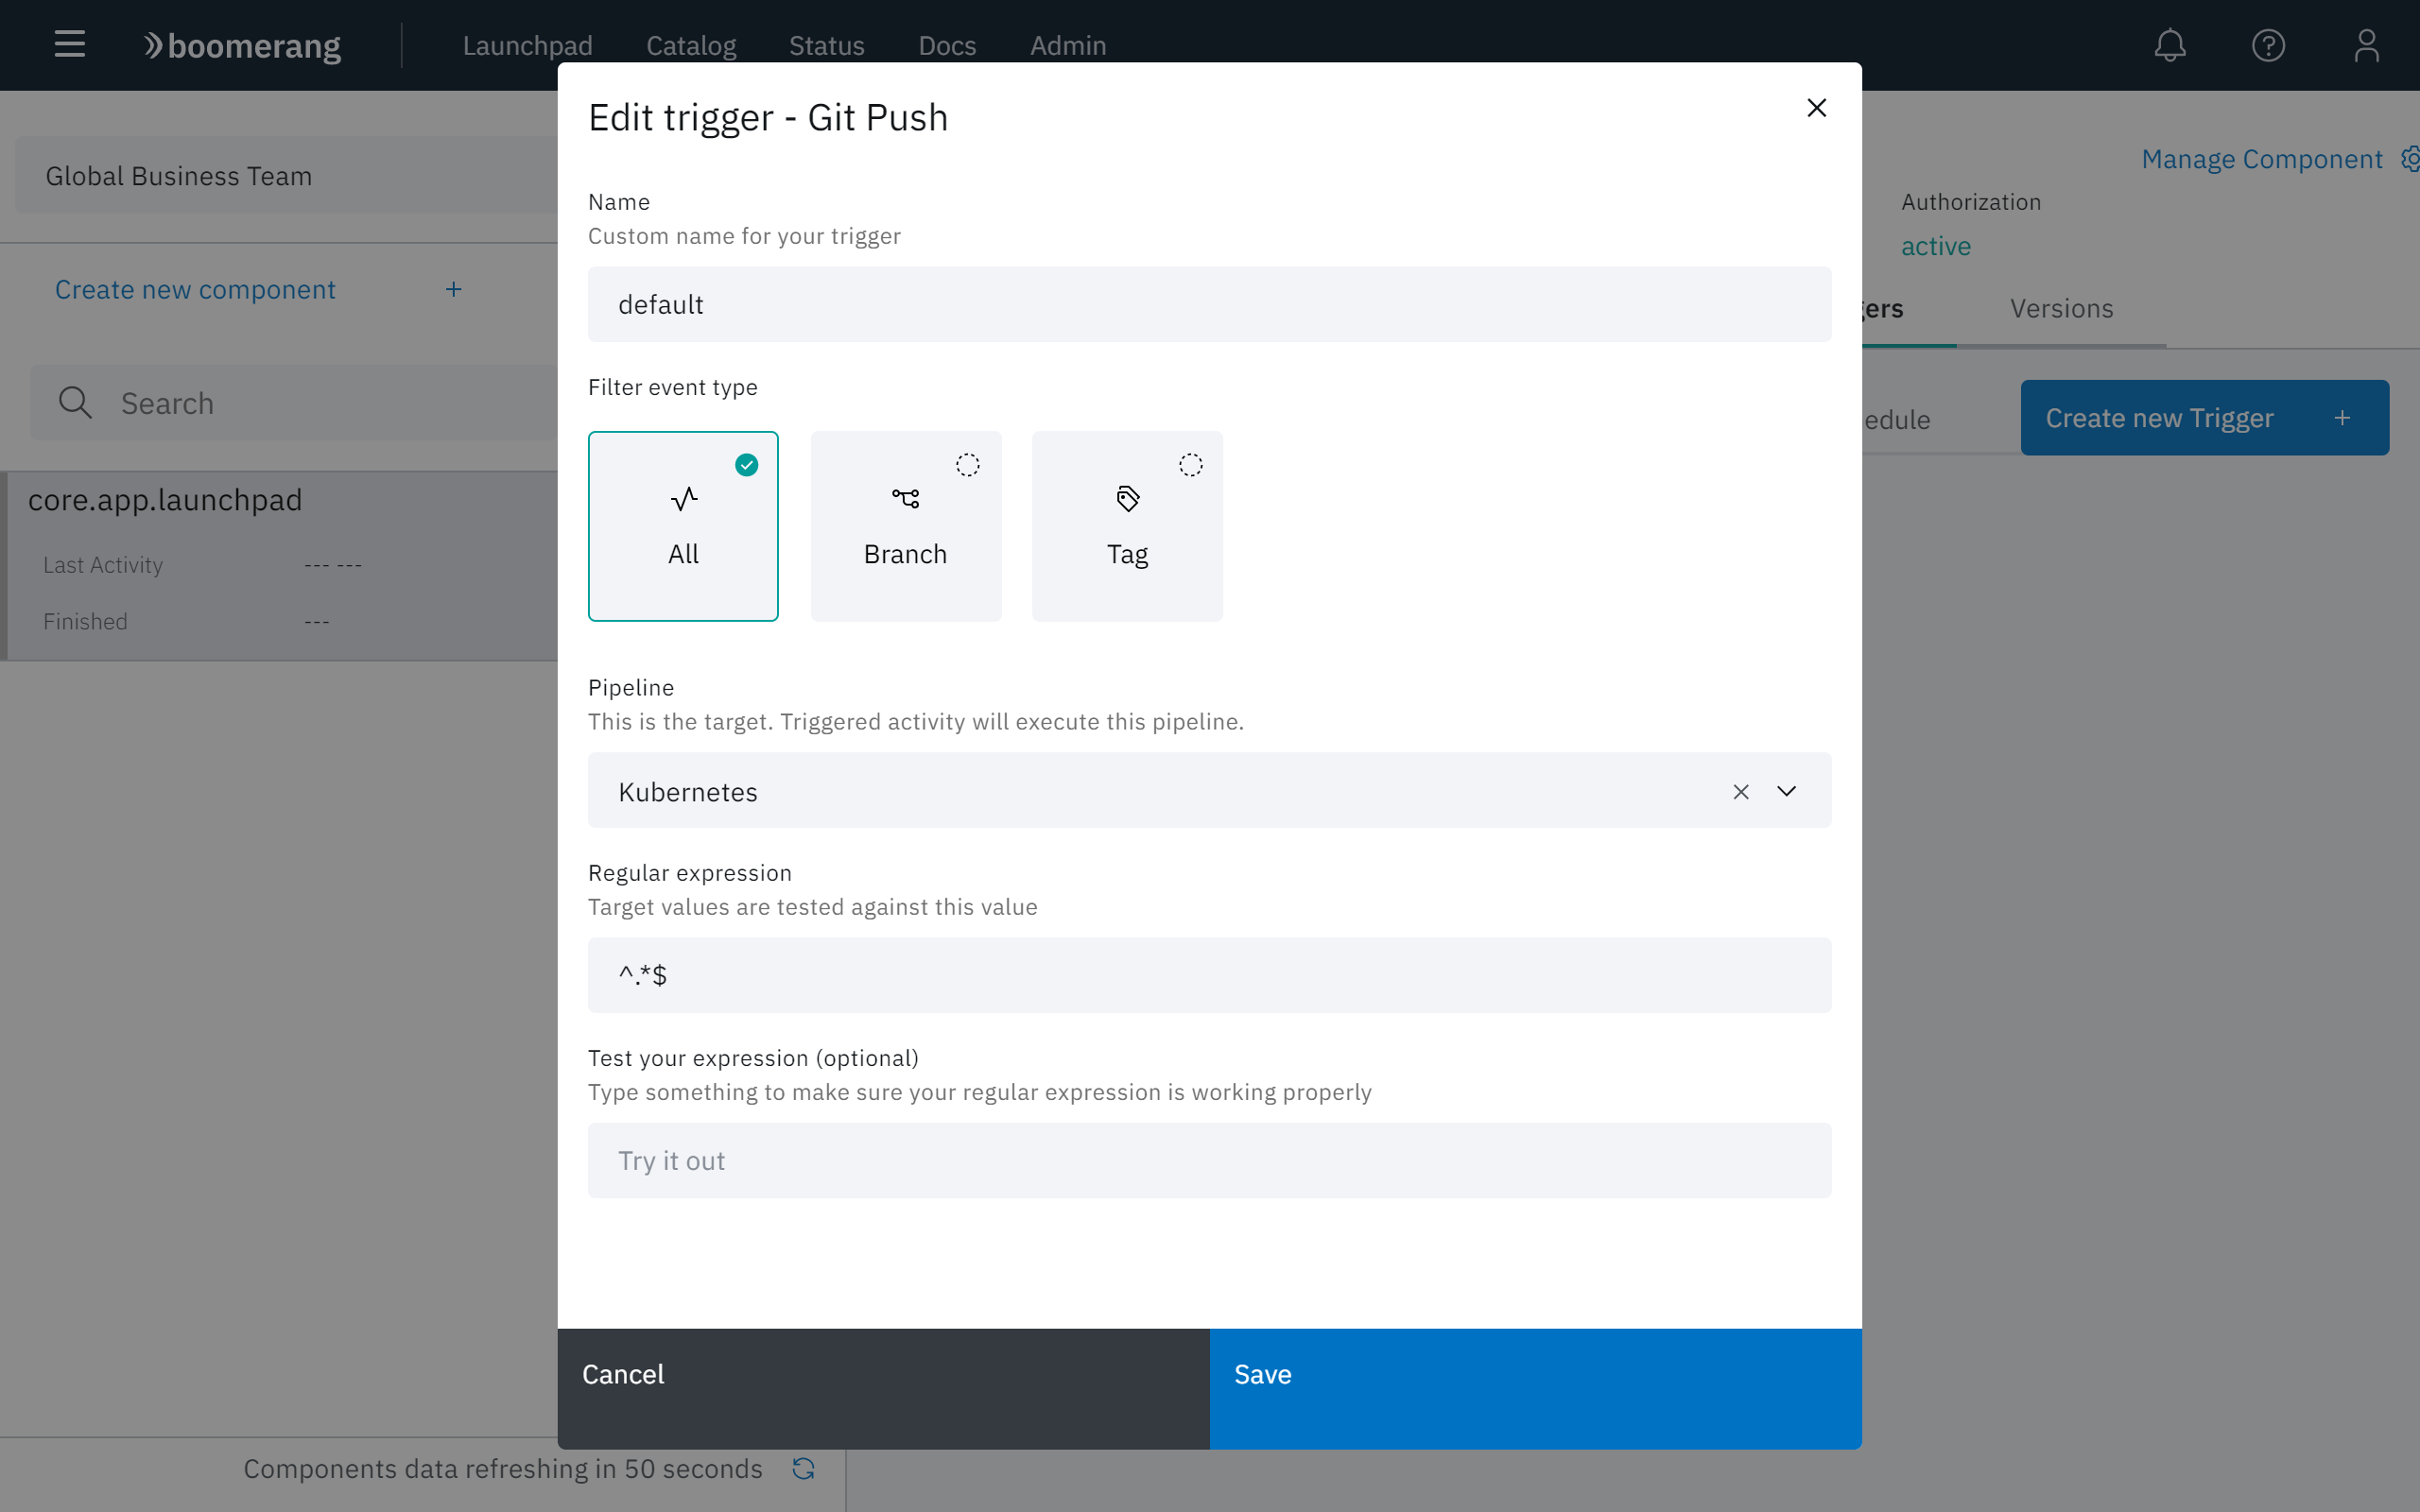 boomerang
Launchpad
Catalog
Status
Docs
Admin
Global Business Team
Create new component
Search
core.app.launchpad
Last Activity --- ---
Finished ---
Components data refreshing in 50 seconds
Edit trigger - Git Push
Name
Custom name for your trigger
default
Filter event type
All
Branch
Tag
Pipeline
This is the target. Triggered activity will execute this pipeline.
Kubernetes
Regular expression
Target values are tested against this value
^.*$
Test your expression (optional)
Type something to make sure your regular expression is working properly
Try it out
Cancel
Save
Manage Component
Authorization
active
gers
Versions
edule
Create new Trigger +